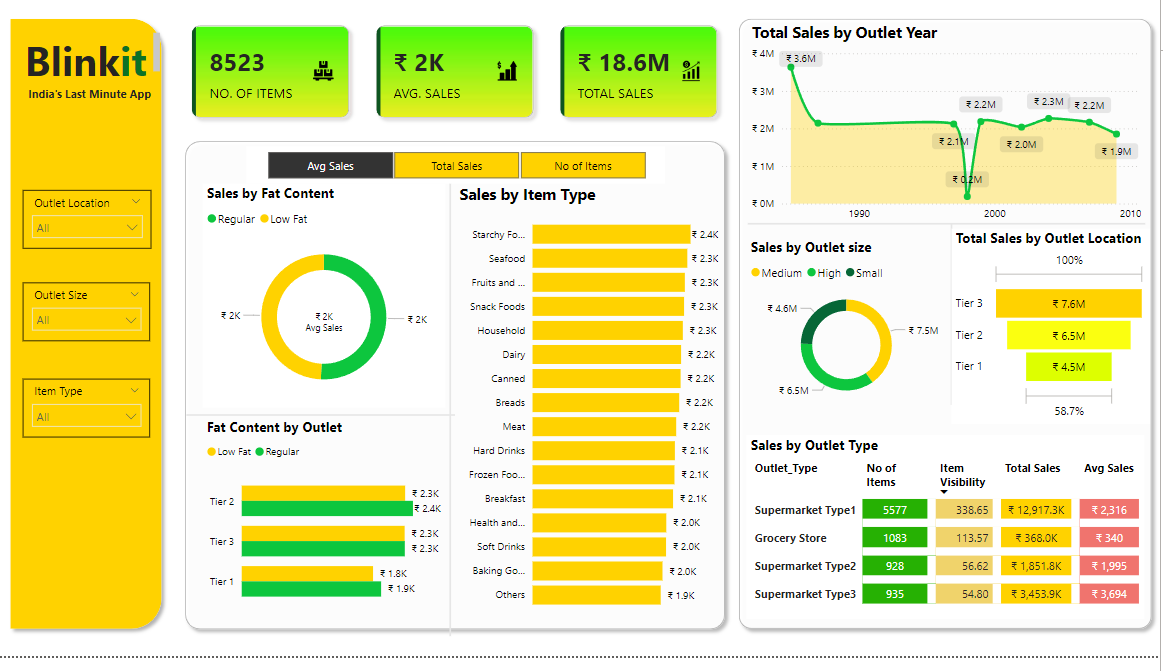 Blinkit
India's Last Minute App
Outlet Location
All
Outlet Size
All
Item Type
All
8523
NO. OF ITEMS
₹ 2K
AVG. SALES
₹ 18.6M
TOTAL SALES
Avg Sales
Total Sales
No of Items
Sales by Fat Content
Regular Low Fat
₹ 2K
₹ 2K
Avg Sales
₹ 2K
Fat Content by Outlet
Low Fat Regular
Tier 2
₹ 2.3K
₹ 2.4K
Tier 3
₹ 2.3K
₹ 2.3K
Tier 1
₹ 1.8K
₹ 1.9K
Sales by Item Type
Starchy Fo... ₹ 2.4K
Seafood ₹ 2.3K
Fruits and ... ₹ 2.3K
Snack Foods ₹ 2.3K
Household ₹ 2.3K
Dairy ₹ 2.2K
Canned ₹ 2.2K
Breads ₹ 2.2K
Meat ₹ 2.2K
Hard Drinks ₹ 2.1K
Frozen Foo... ₹ 2.1K
Breakfast ₹ 2.1K
Health and... ₹ 2.0K
Soft Drinks ₹ 2.0K
Baking Go... ₹ 2.0K
Others ₹ 1.9K
Total Sales by Outlet Year
₹ 4M
₹ 3M
₹ 2M
₹ 1M
₹ 0M
₹ 3.6M
₹ 2.1M
₹ 0.2M
₹ 2.2M
₹ 2.0M
₹ 2.3M
₹ 2.2M
₹ 1.9M
1990 2000 2010
Sales by Outlet size
Medium High Small
₹ 4.6M
₹ 7.5M
₹ 6.5M
Total Sales by Outlet Location
100%
Tier 3 ₹ 7.6M
Tier 2 ₹ 6.5M
Tier 1 ₹ 4.5M
58.7%
Sales by Outlet Type
Outlet_Type No of Items Item Visibility Total Sales Avg Sales
Supermarket Type1 5577 338.65 ₹ 12,917.3K ₹ 2,316
Grocery Store 1083 113.57 ₹ 368.0K ₹ 340
Supermarket Type2 928 56.62 ₹ 1,851.8K ₹ 1,995
Supermarket Type3 935 54.80 ₹ 3,453.9K ₹ 3,694